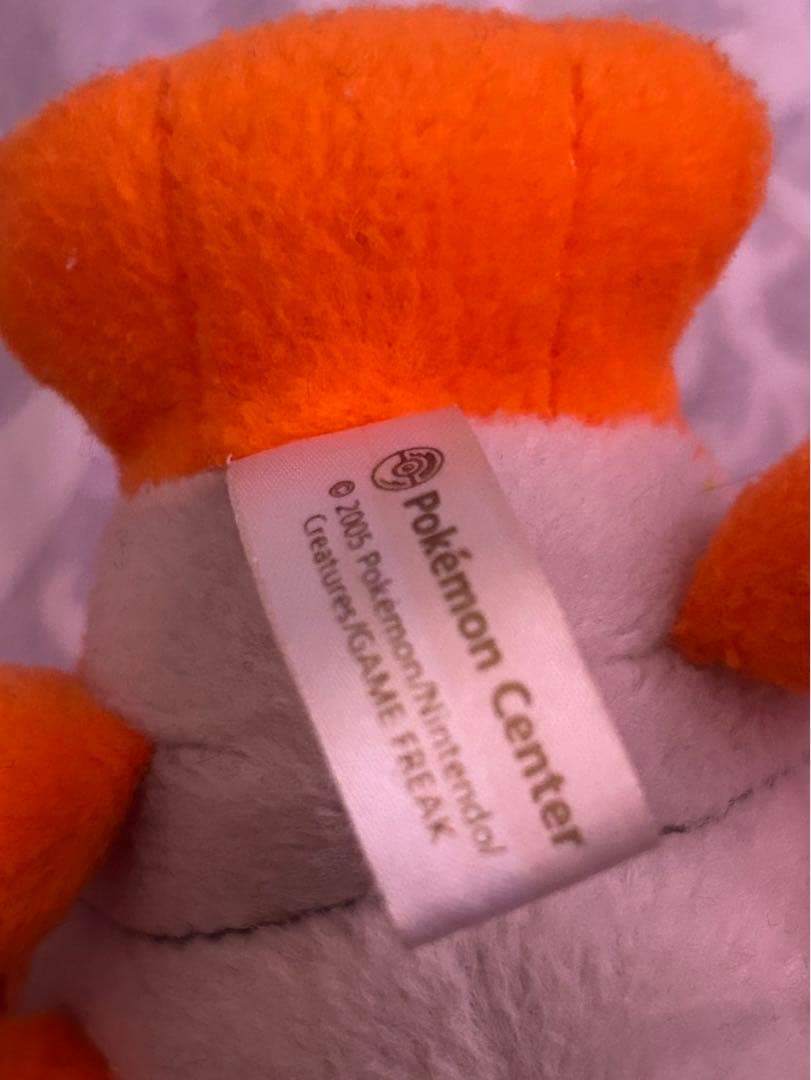 Pokémon Center
© 2005 Pokémon/Nintendo/
Creatures/GAME FREAK